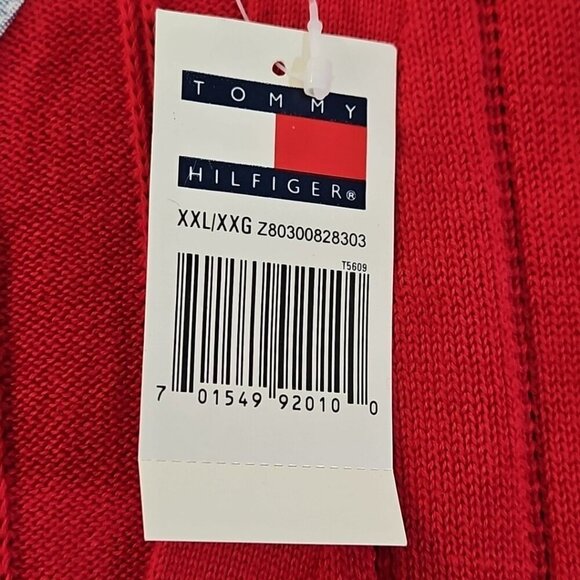 TOMMY
HILFIGER®
XXL/XXG Z80300828303
T5609
7 01549 92010 0